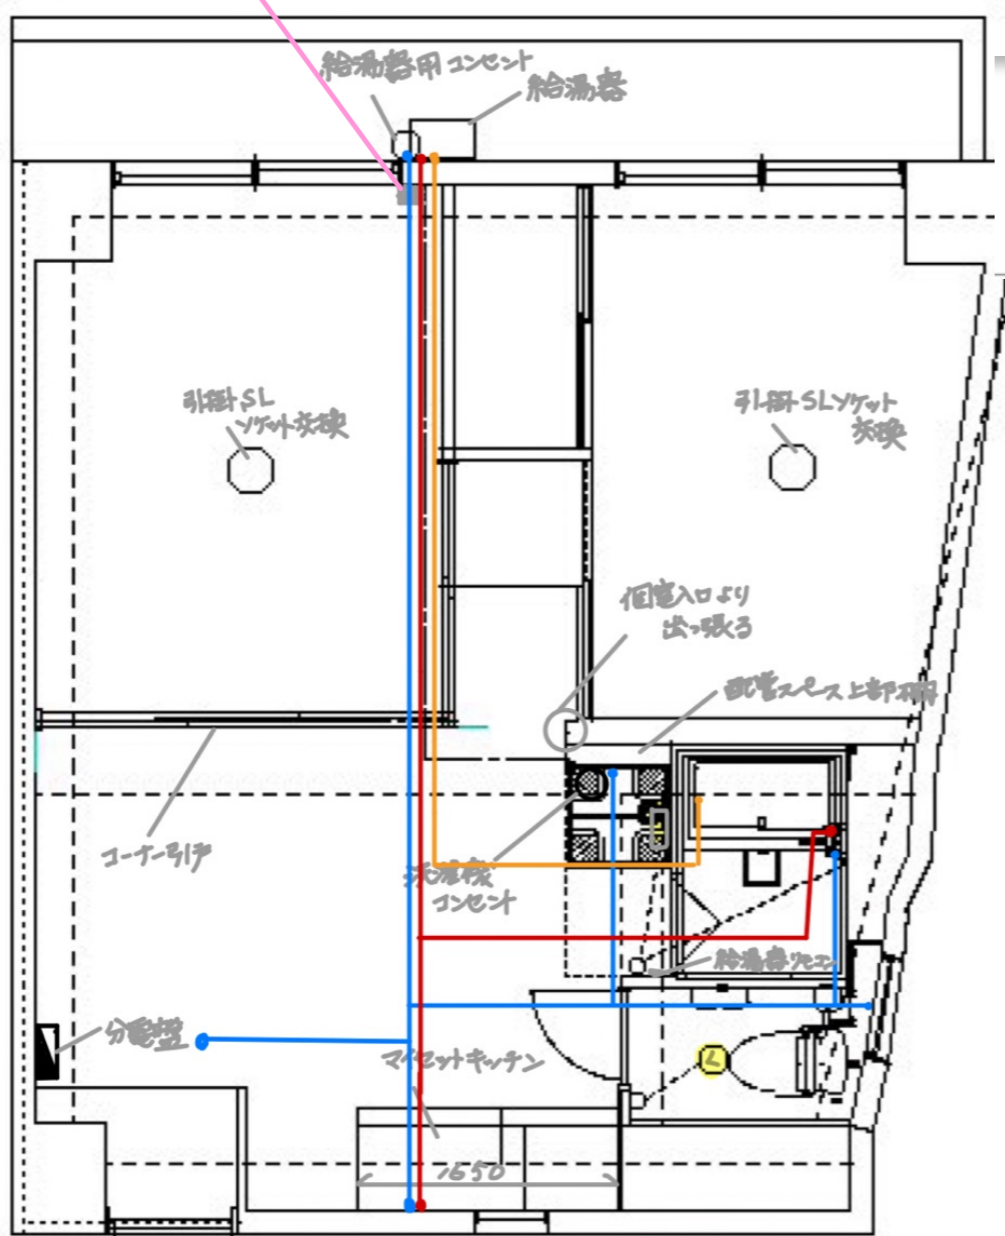 給湯器用コンセント
給湯器
引掛SL
ソケット交換
引掛SLソケット
交換
個室入口より
出っ張る
配管スペース上部
コーナー引戸
洗濯機
コンセント
給湯器リモコン
分電盤
マイセットキッチン
L
1650